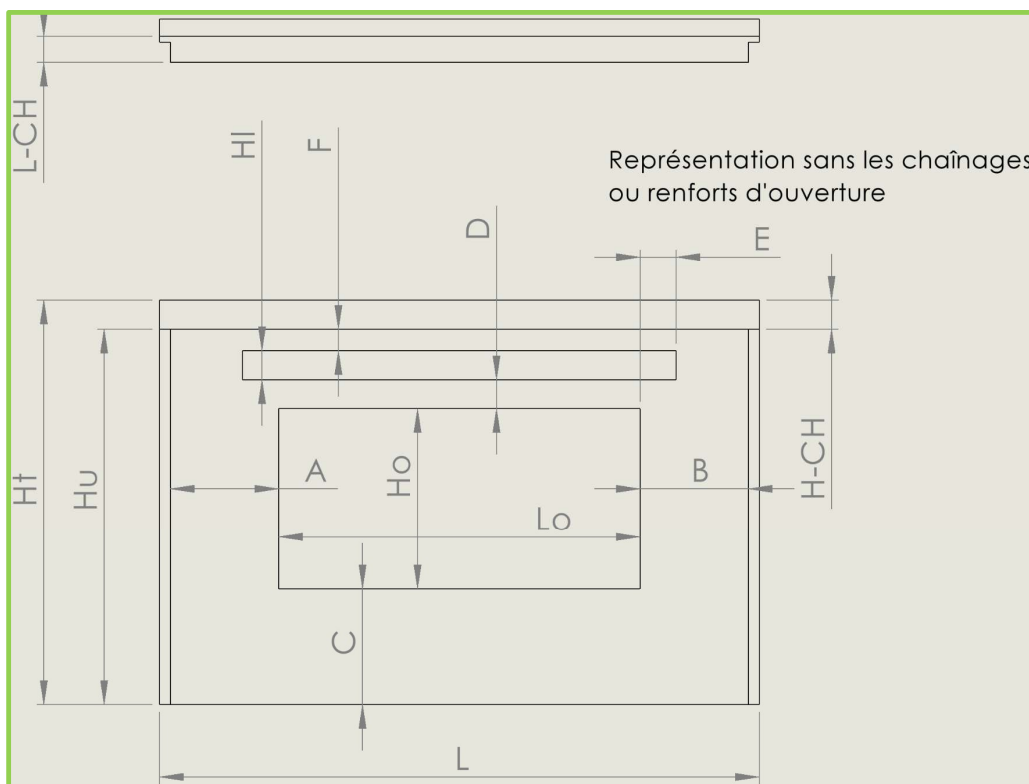 L-CH
Hl
F
Représentation sans les chaînages
ou renforts d'ouverture
D
E
Ht
Hu
A
Ho
B
H-CH
Lo
C
L